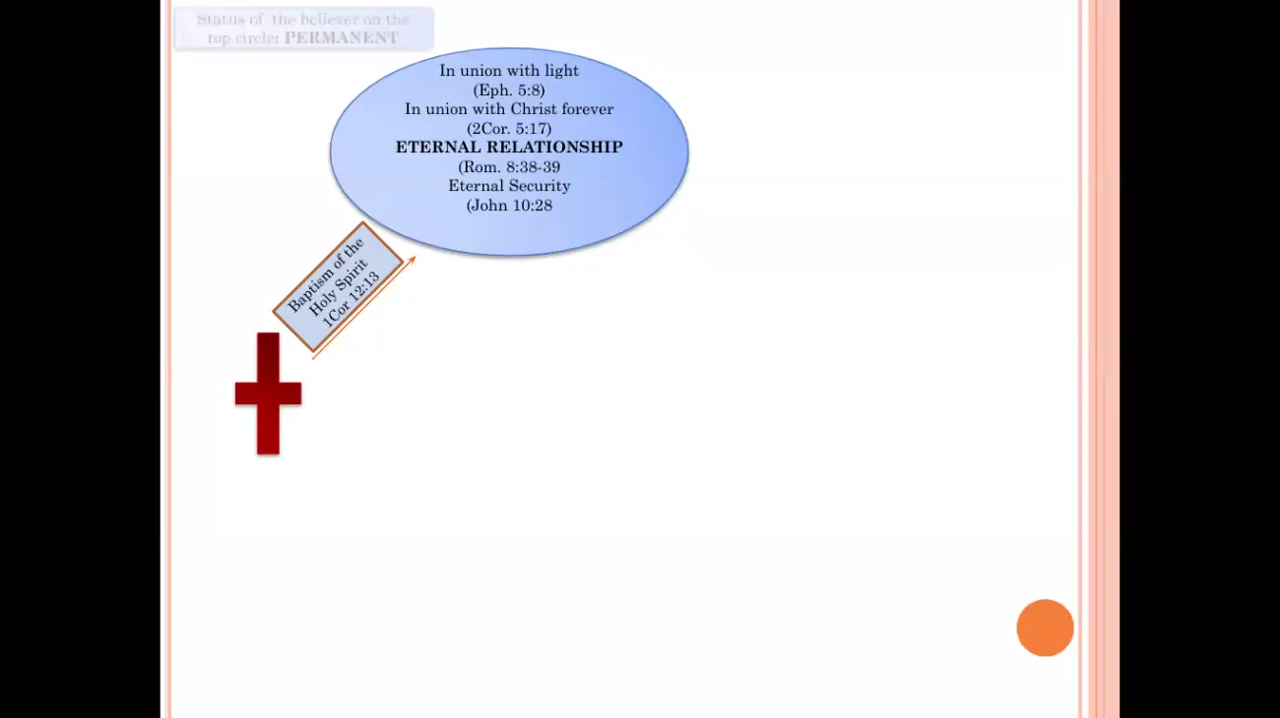 Status of the believer on the
top circle: PERMANENT
In union with light
(Eph. 5:8)
In union with Christ forever
(2Cor. 5:17)
ETERNAL RELATIONSHIP
(Rom. 8:38-39
Eternal Security
(John 10:28
Baptism of the
Holy Spirit
1Cor 12:13